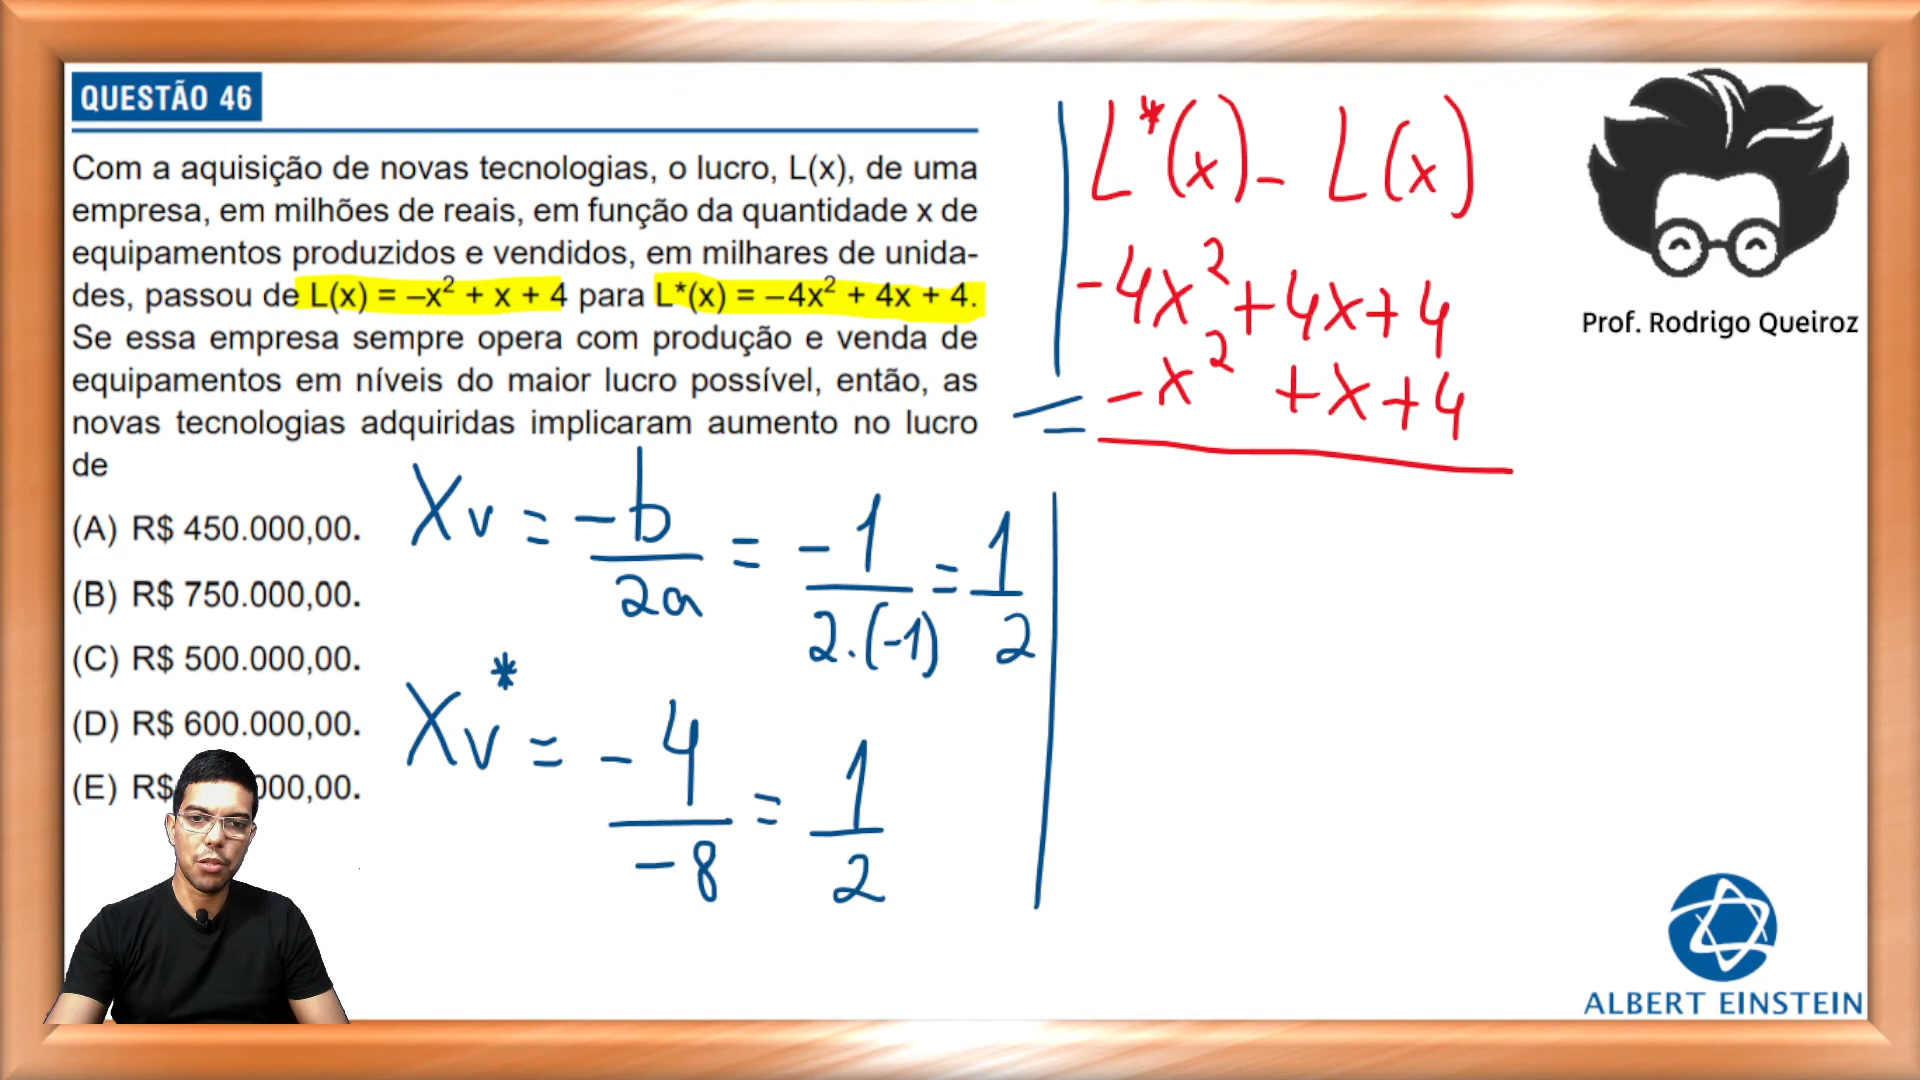 QUESTÃO 46
Com a aquisição de novas tecnologias, o lucro, L(x), de uma
empresa, em milhões de reais, em função da quantidade x de
equipamentos produzidos e vendidos, em milhares de unida-
des, passou de L(x) = –x² + x + 4 para L*(x) = –4x² + 4x + 4.
Se essa empresa sempre opera com produção e venda de
equipamentos em níveis do maior lucro possível, então, as
novas tecnologias adquiridas implicaram aumento no lucro
de
(A) R$ 450.000,00.
(B) R$ 750.000,00.
(C) R$ 500.000,00.
(D) R$ 600.000,00.
(E) R$ 000,00.
Xv = -b/2a = -1/2.(-1) = 1/2
Xv* = -4/-8 = 1/2
L*(x) - L(x)
-4x² + 4x + 4
= -x² + x + 4
Prof. Rodrigo Queiroz
ALBERT EINSTEIN